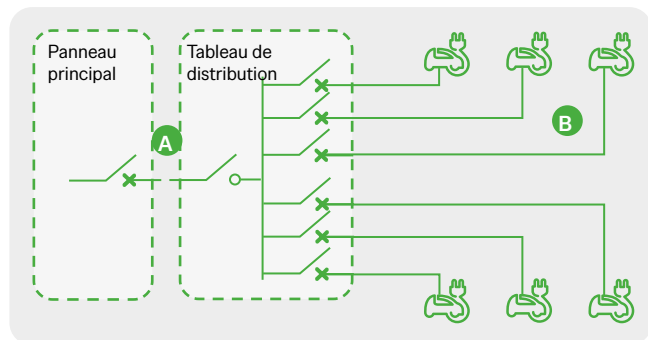 Panneau
principal
Tableau de
distribution
A
B